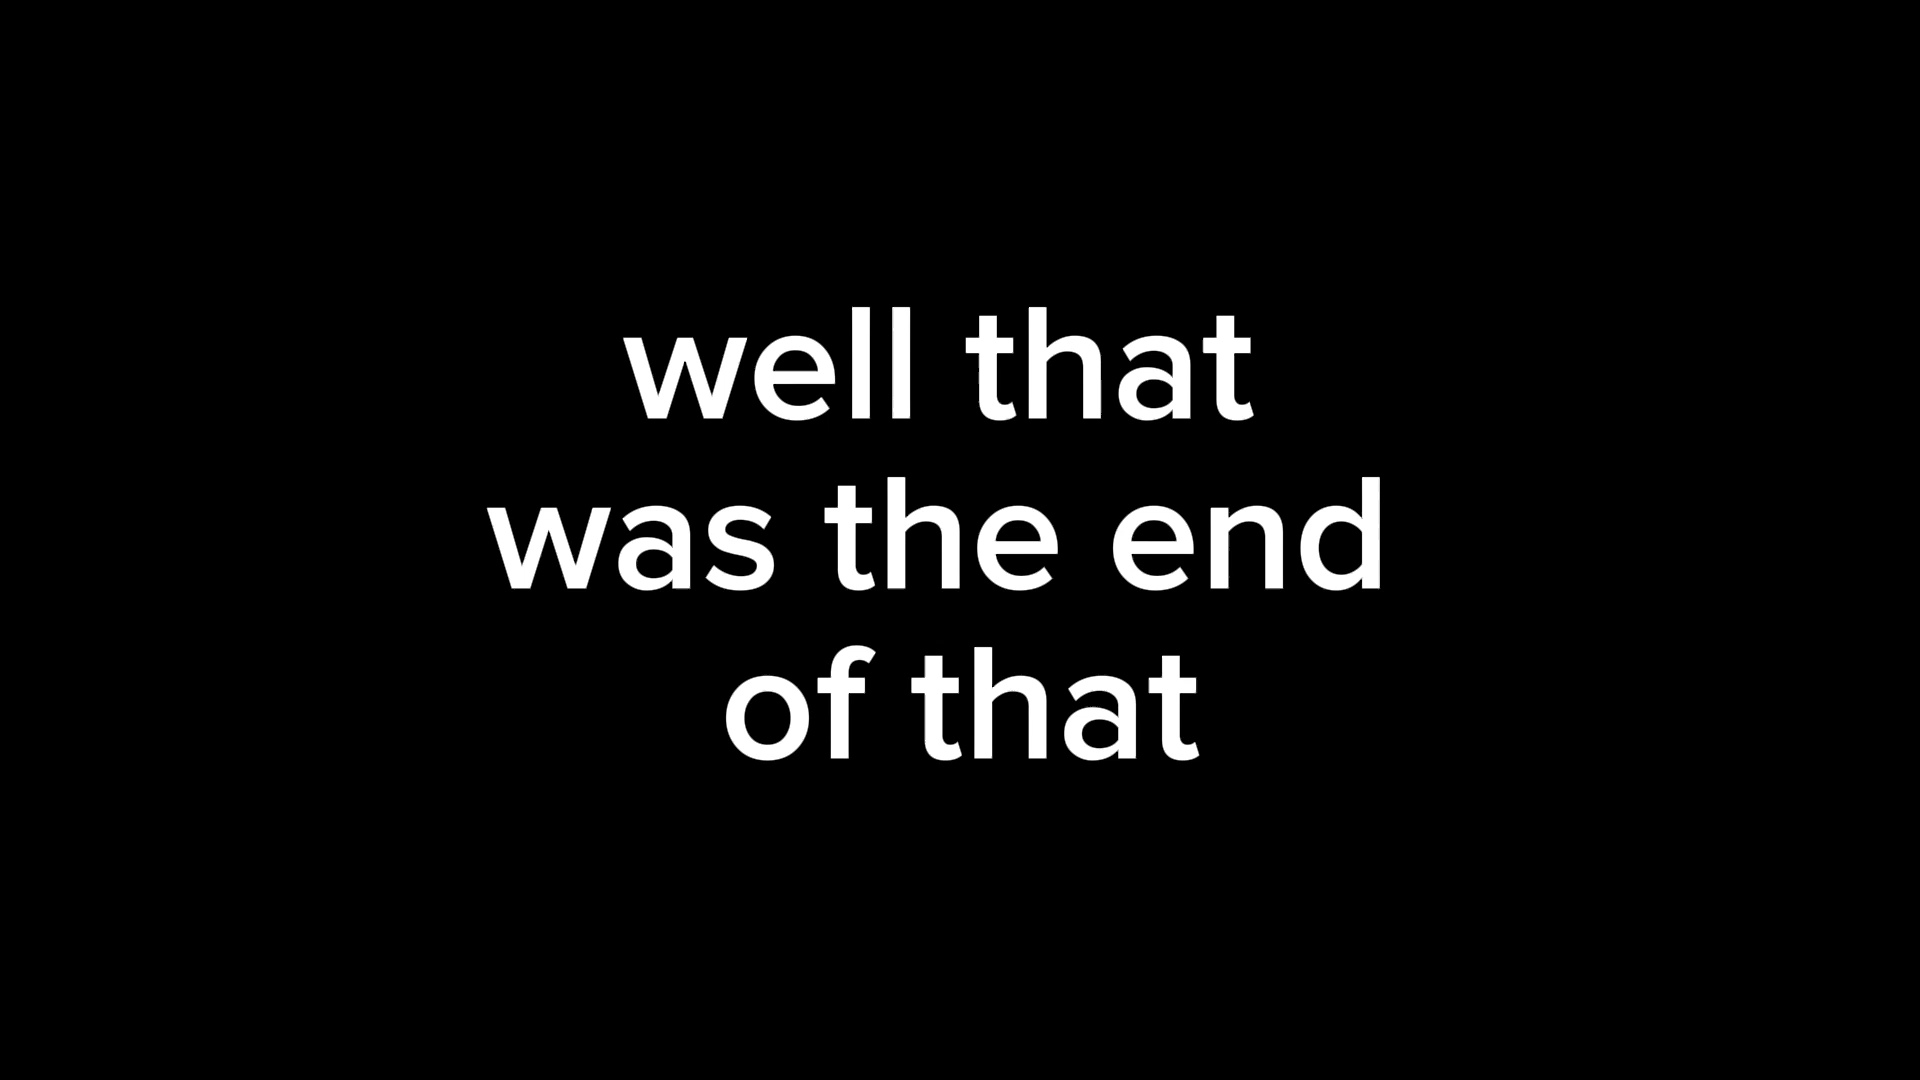 well that
was the end
of that